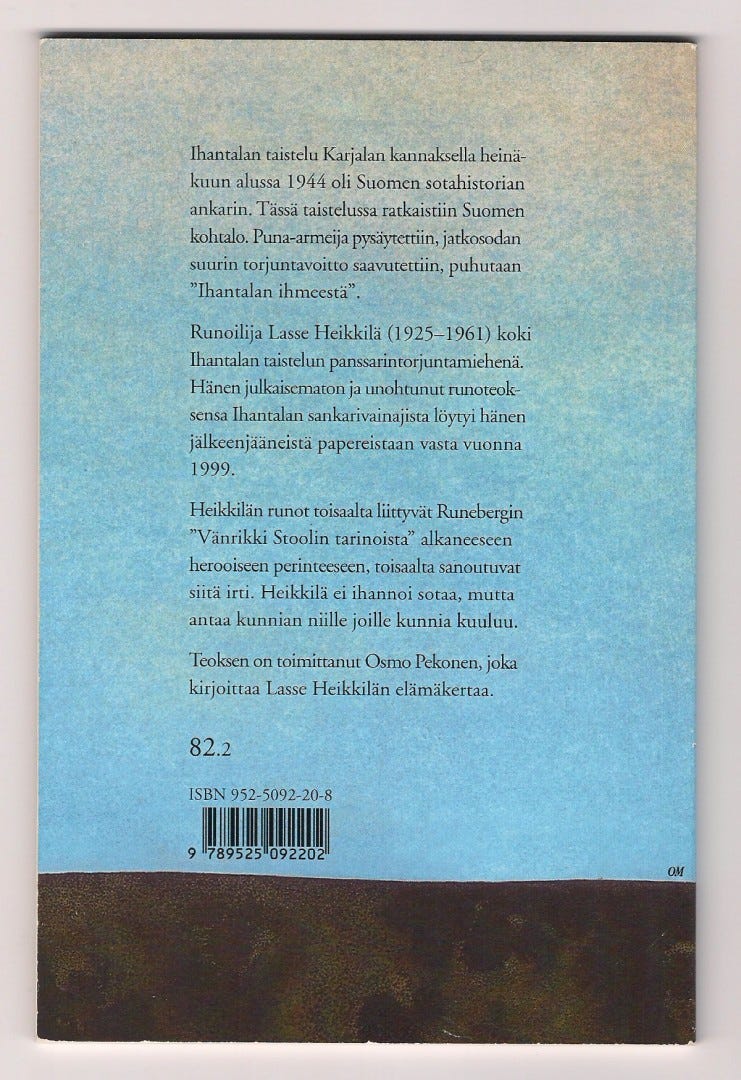 Ihantalan taistelu Karjalan kannaksella heinä-
kuun alussa 1944 oli Suomen sotahistorian
ankarin. Tässä taistelussa ratkaistiin Suomen
kohtalo. Puna-armeija pysäytettiin, jatkosodan
suurin torjuntavoitto saavutettiin, puhutaan
”Ihantalan ihmeestä”.
Runoilija Lasse Heikkilä (1925–1961) koki
Ihantalan taistelun panssarintorjuntamiehenä.
Hänen julkaisematon ja unohtunut runoteok-
sensa Ihantalan sankarivainajista löytyi hänen
jälkeenjääneistä papereistaan vasta vuonna
1999.
Heikkilän runot toisaalta liittyvät Runebergin
”Vänrikki Stoolin tarinoista” alkaneeseen
herooiseen perinteeseen, toisaalta sanoutuvat
siitä irti. Heikkilä ei ihannoi sotaa, mutta
antaa kunnian niille joille kunnia kuuluu.
Teoksen on toimittanut Osmo Pekonen, joka
kirjoittaa Lasse Heikkilän elämäkertaa.
82.2
ISBN 952-5092-20-8
9 789525 092202
OM